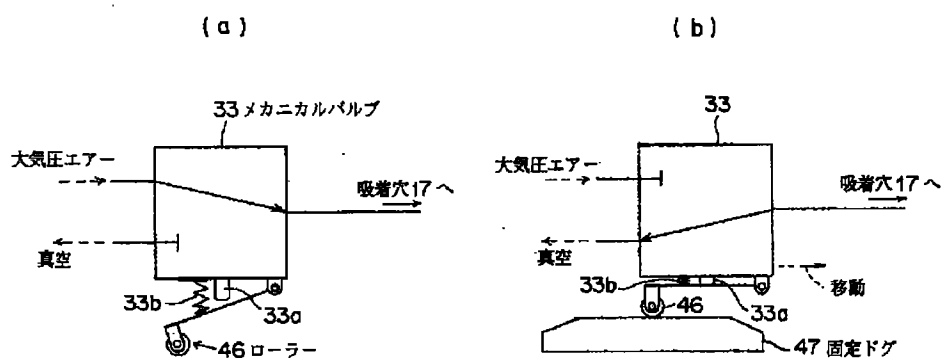 (a)
33 メカニカルバルブ
大気圧エアー
吸着穴17へ
真空
33b
33a
46 ローラー
(b)
33
大気圧エアー
吸着穴17へ
真空
33b
33a
移動
46
47 固定ドグ